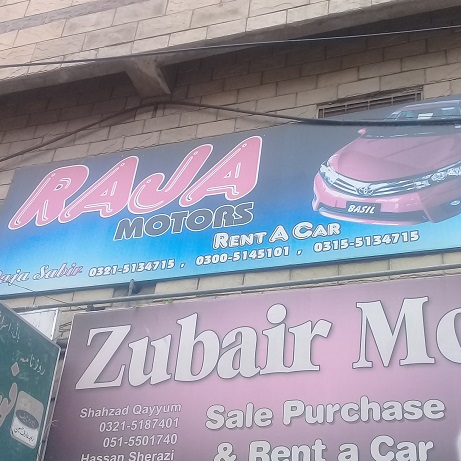 RAJA
MOTORS
RENT A CAR
BASIL
Raja Sabir 0321-5134715 , 0300-5145101 , 0315-5134715
Zubair Mo
Shahzad Qayyum
0321-5187401
051-5501740
Hassan Sherazi
Sale Purchase
& Rent a Car